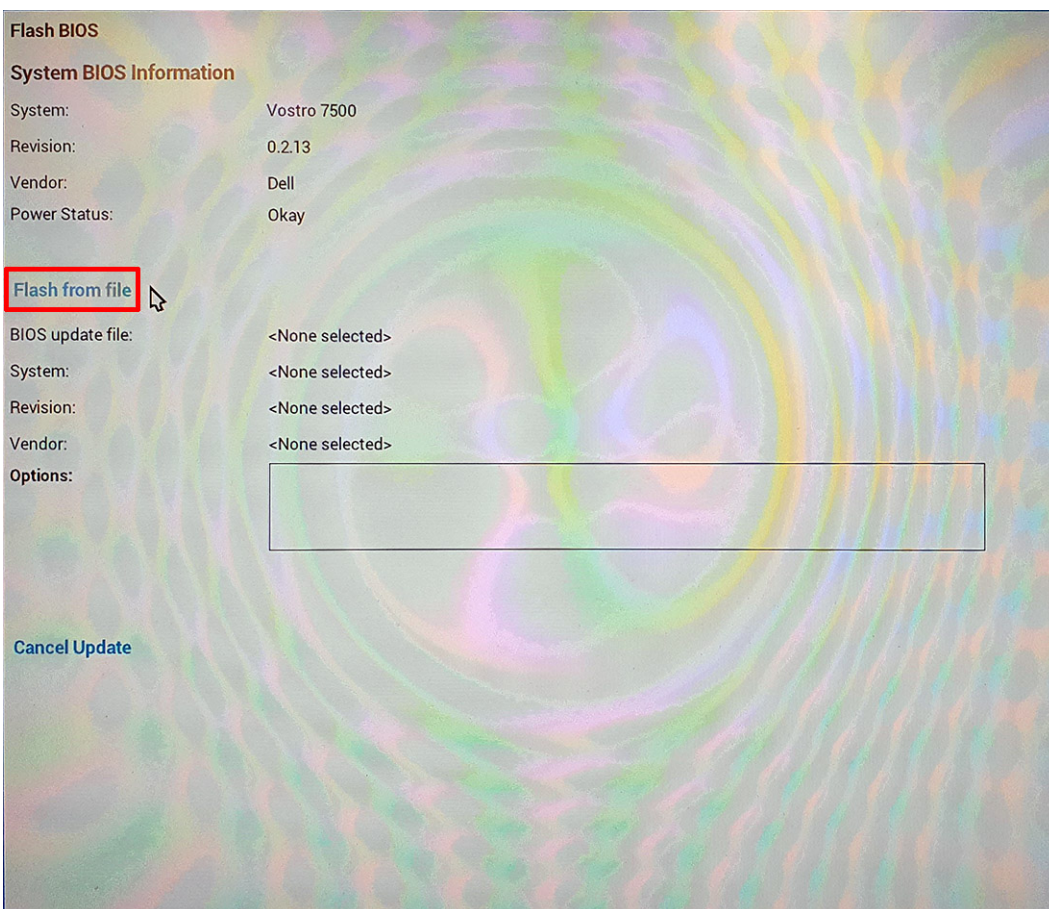 Flash BIOS
System BIOS Information
System: Vostro 7500
Revision: 0.2.13
Vendor: Dell
Power Status: Okay
Flash from file
BIOS update file: <None selected>
System: <None selected>
Revision: <None selected>
Vendor: <None selected>
Options:
Cancel Update